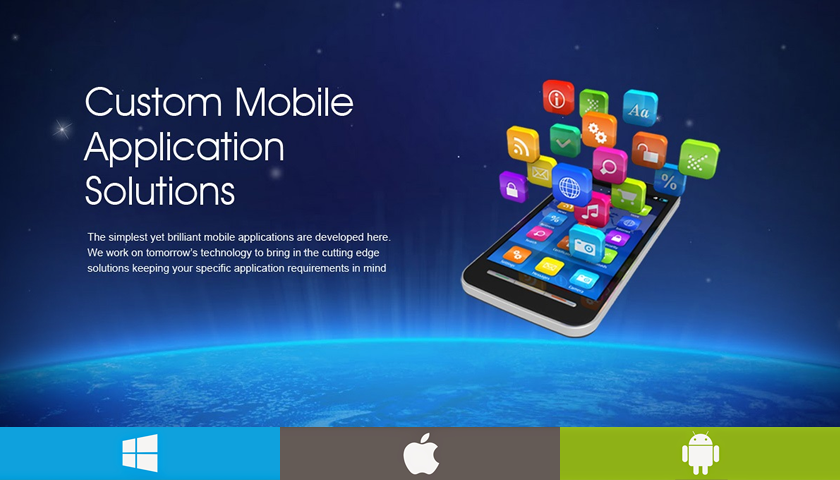 Custom Mobile
Application
Solutions
The simplest yet brilliant mobile applications are developed here.
We work on tomorrow's technology to bring in the cutting edge
solutions keeping your specific application requirements in mind
Aa
%
%